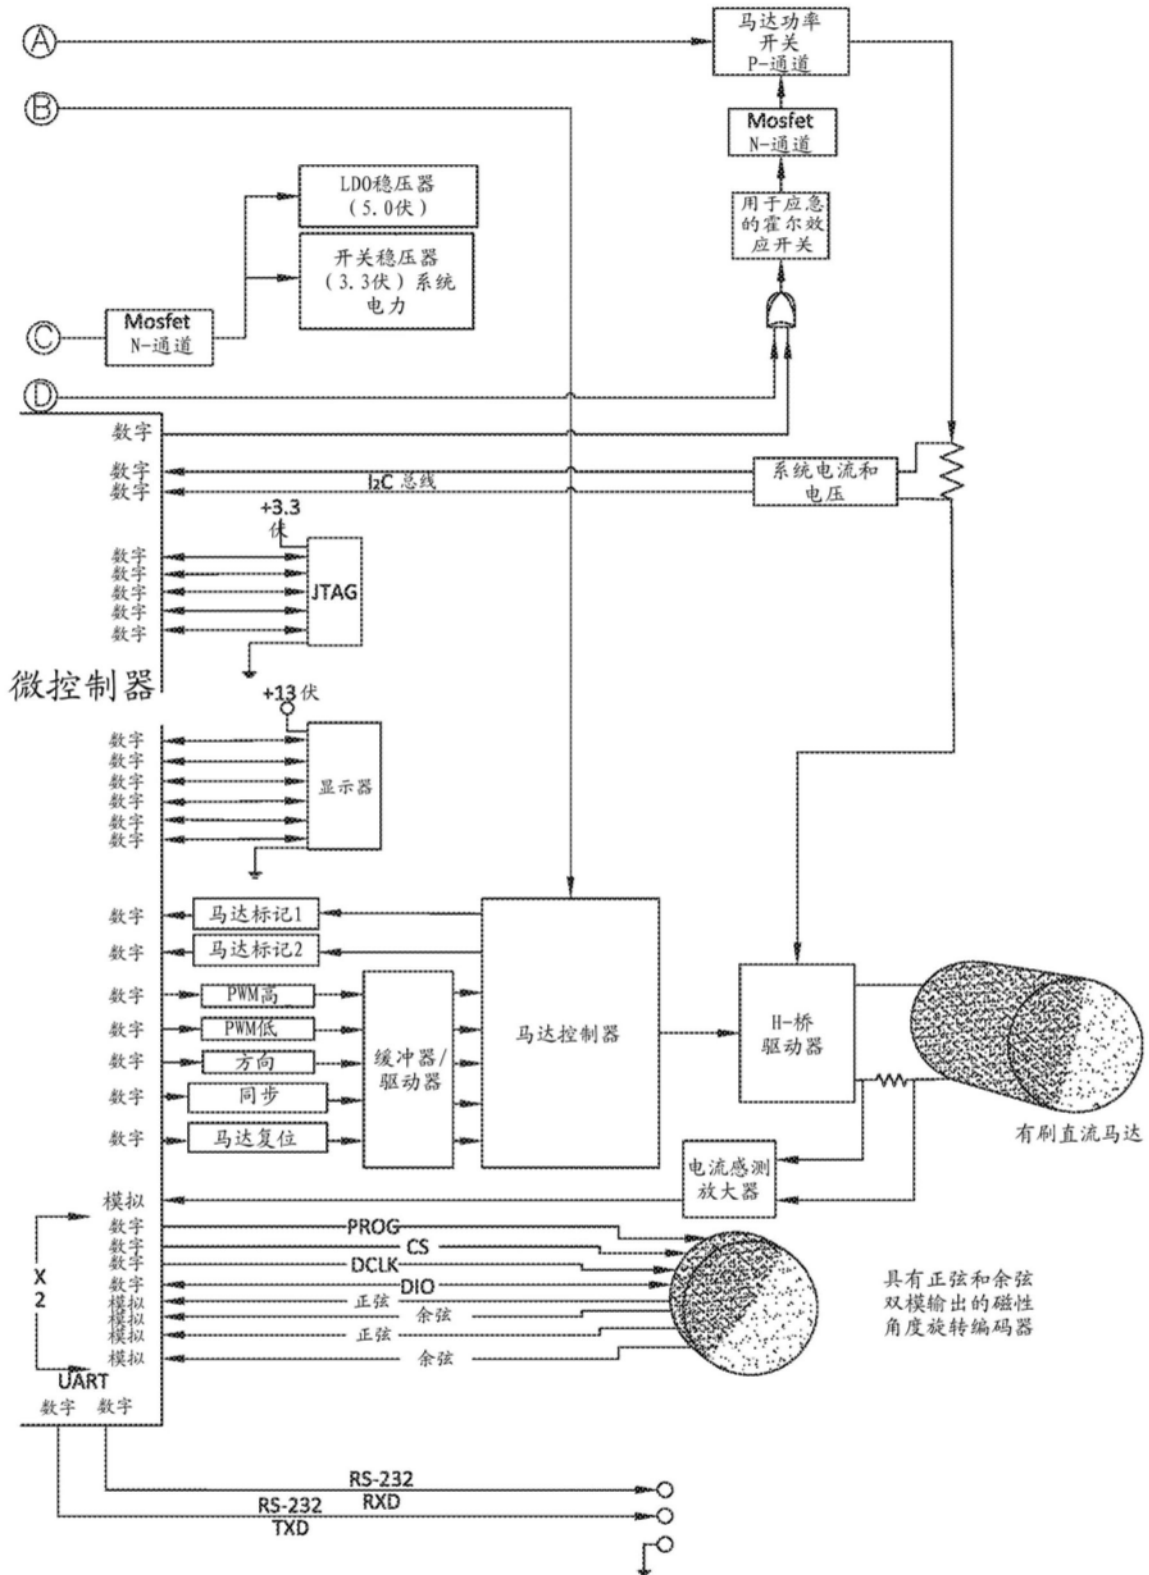 A
马达功率
开关
P-通道
B
Mosfet
N-通道
LDO稳压器
(5.0伏)
用于应急
的霍尔效
应开关
开关稳压器
(3.3伏)系统
电力
Mosfet
N-通道
C
D
数字
数字
数字
I2C 总线
系统电流和
电压
+3.3
伏
数字
数字
数字
数字
数字
JTAG
微控制器
+13 伏
数字
数字
数字
数字
数字
数字
显示器
数字
马达标记1
数字
马达标记2
数字
PWM高
数字
PWM低
数字
方向
数字
同步
数字
马达复位
缓冲器/
驱动器
马达控制器
H-桥
驱动器
有刷直流马达
电流感测
放大器
模拟
数字
PROG
数字
CS
数字
DCLK
数字
DIO
模拟
正弦
模拟
余弦
模拟
正弦
模拟
余弦
X
2
具有正弦和余弦
双模输出的磁性
角度旋转编码器
UART
数字 数字
RS-232
RXD
RS-232
TXD